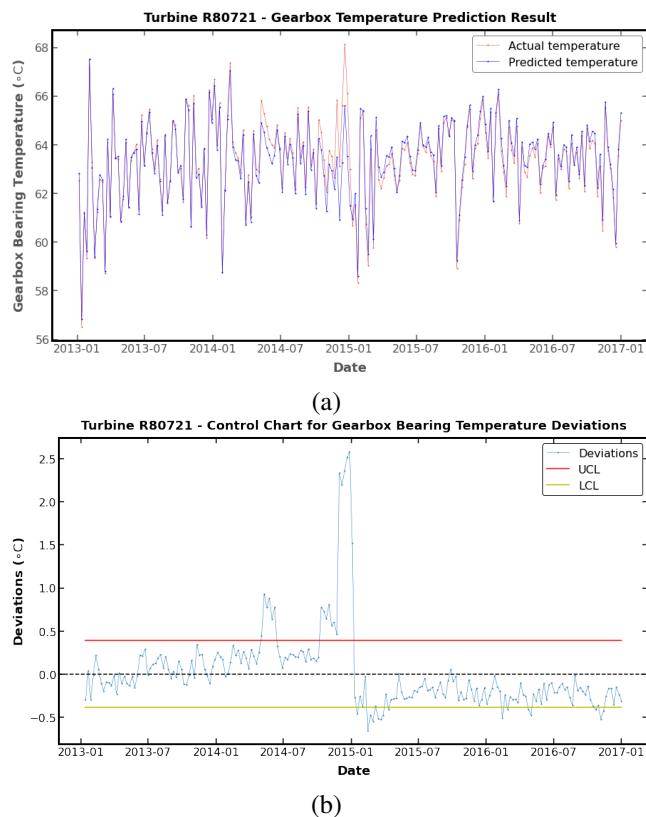 Turbine R80721 - Gearbox Temperature Prediction Result
Actual temperature
Predicted temperature
Gearbox Bearing Temperature (∘C)
68
66
64
62
60
58
56
2013-01 2013-07 2014-01 2014-07 2015-01 2015-07 2016-01 2016-07 2017-01
Date
(a)
Turbine R80721 - Control Chart for Gearbox Bearing Temperature Deviations
Deviations
UCL
LCL
Deviations (∘C)
2.5
2.0
1.5
1.0
0.5
0.0
−0.5
2013-01 2013-07 2014-01 2014-07 2015-01 2015-07 2016-01 2016-07 2017-01
Date
(b)